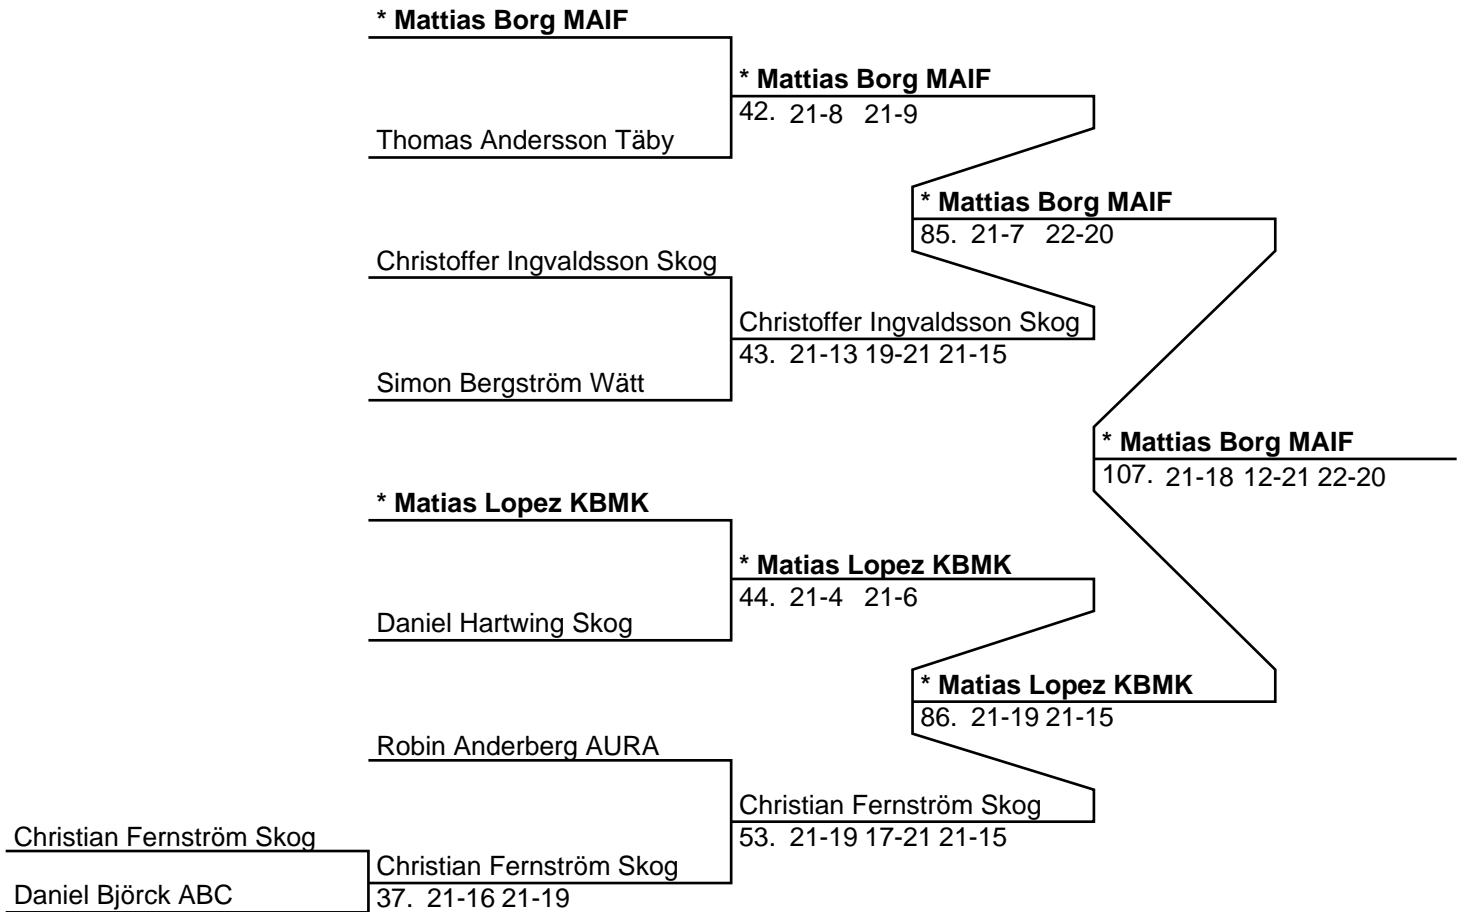 * Mattias Borg MAIF
* Mattias Borg MAIF
42. 21-8 21-9
Thomas Andersson Täby
* Mattias Borg MAIF
85. 21-7 22-20
Christoffer Ingvaldsson Skog
Christoffer Ingvaldsson Skog
43. 21-13 19-21 21-15
Simon Bergström Wätt
* Mattias Borg MAIF
107. 21-18 12-21 22-20
* Matias Lopez KBMK
* Matias Lopez KBMK
44. 21-4 21-6
Daniel Hartwing Skog
* Matias Lopez KBMK
86. 21-19 21-15
Robin Anderberg AURA
Christian Fernström Skog
53. 21-19 17-21 21-15
Christian Fernström Skog
Christian Fernström Skog
37. 21-16 21-19
Daniel Björck ABC